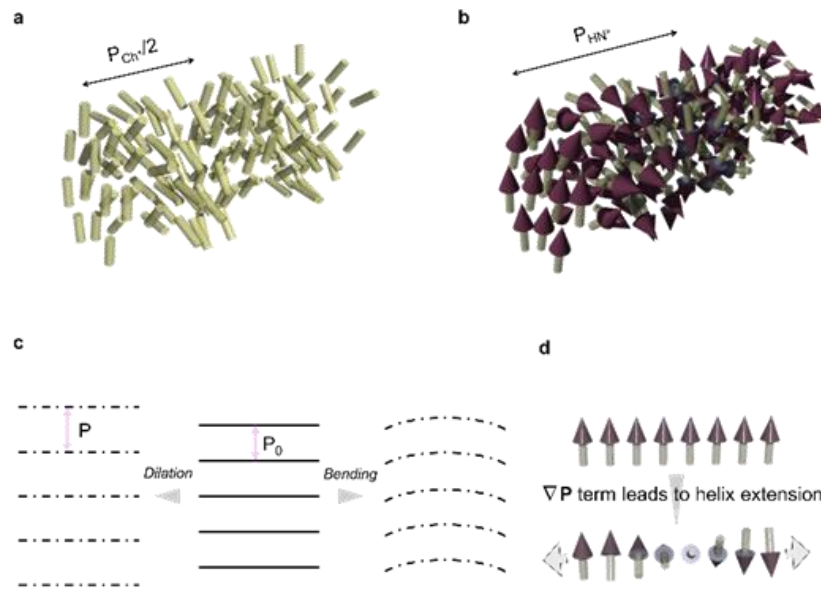 a
P_Ch*/2
b
P_HN*
c
P
Dilation
P_0
Bending
d
∇P term leads to helix extension